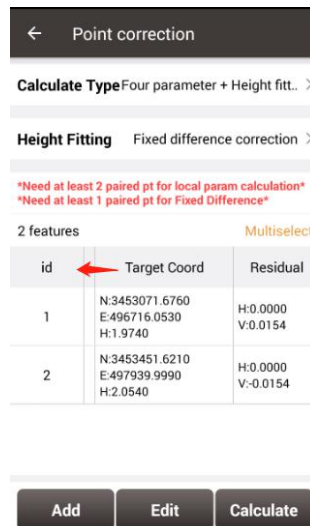 Point correction
Calculate Type Four parameter + Height fitt.. >
Height Fitting Fixed difference correction >
*Need at least 2 paired pt for local param calculation*
*Need at least 1 paired pt for Fixed Difference*
2 features Multiselect
id Target Coord Residual
1
N:3453071.6760
E:496716.0530
H:1.9740
H:0.0000
V:0.0154
2
N:3453451.6210
E:497939.9990
H:2.0540
H:0.0000
V:-0.0154
Add Edit Calculate